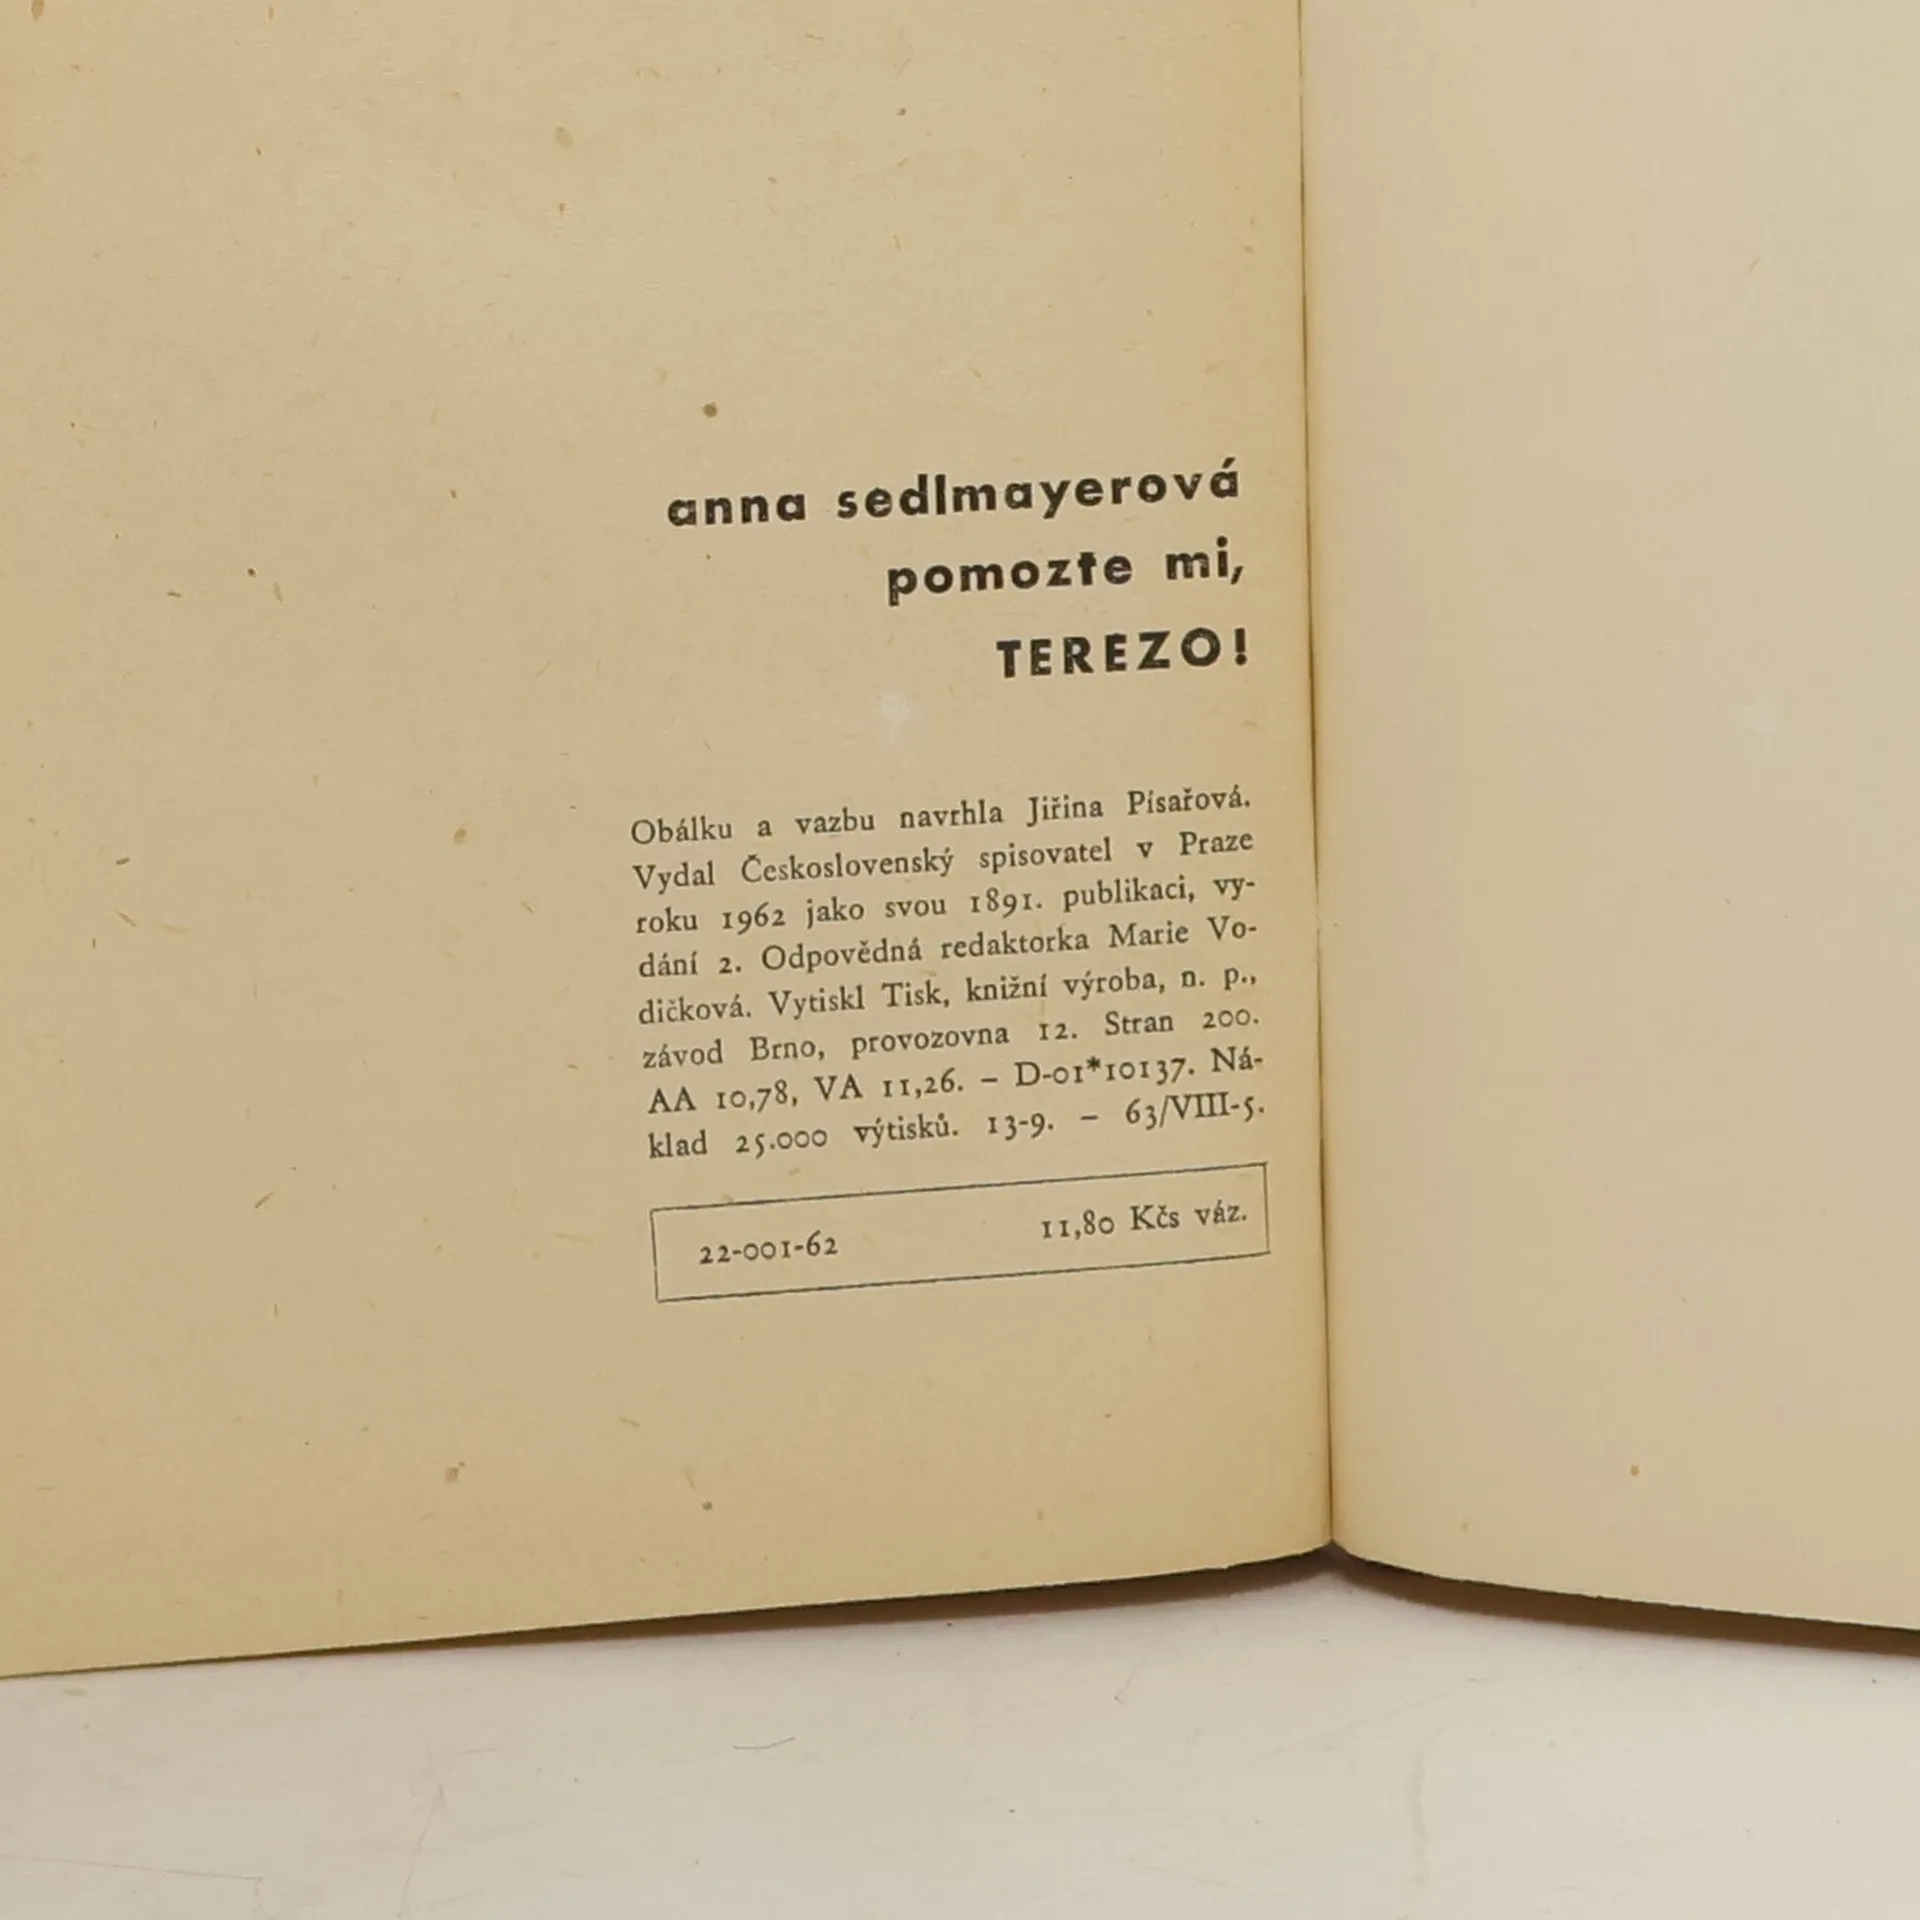 anna sedlmayerová
pomozte mi,
TEREZO!
Obálku a vazbu navrhla Jiřina Písařová.
Vydal Československý spisovatel v Praze
roku 1962 jako svou 1891. publikaci, vy-
dání 2. Odpovědná redaktorka Marie Vo-
dičková. Vytiskl Tisk, knižní výroba, n. p.,
závod Brno, provozovna 12. Stran 200.
AA 10,78, VA 11,26. – D-01*10137. Ná-
klad 25.000 výtisků. 13-9. – 63/VIII-5.
22-001-62 11,80 Kčs váz.